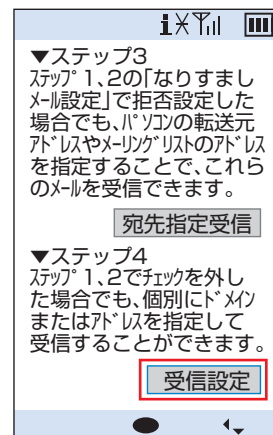 ▼ステップ3
ｽﾃｯﾌﾟ1、2の「なりすまし
ﾒｰﾙ設定」で拒否設定した
場合でも、ﾊﾟｿｺﾝの転送元
ｱﾄﾞﾚｽやﾒｰﾘﾝｸﾞﾘｽﾄのｱﾄﾞﾚｽ
を指定することで、これら
のﾒｰﾙを受信できます。
宛先指定受信
▼ステップ4
ｽﾃｯﾌﾟ1、2でﾁｪｯｸを外し
た場合でも、個別にﾄﾞﾒｲﾝ
またはｱﾄﾞﾚｽを指定して
受信することができます。
受信設定